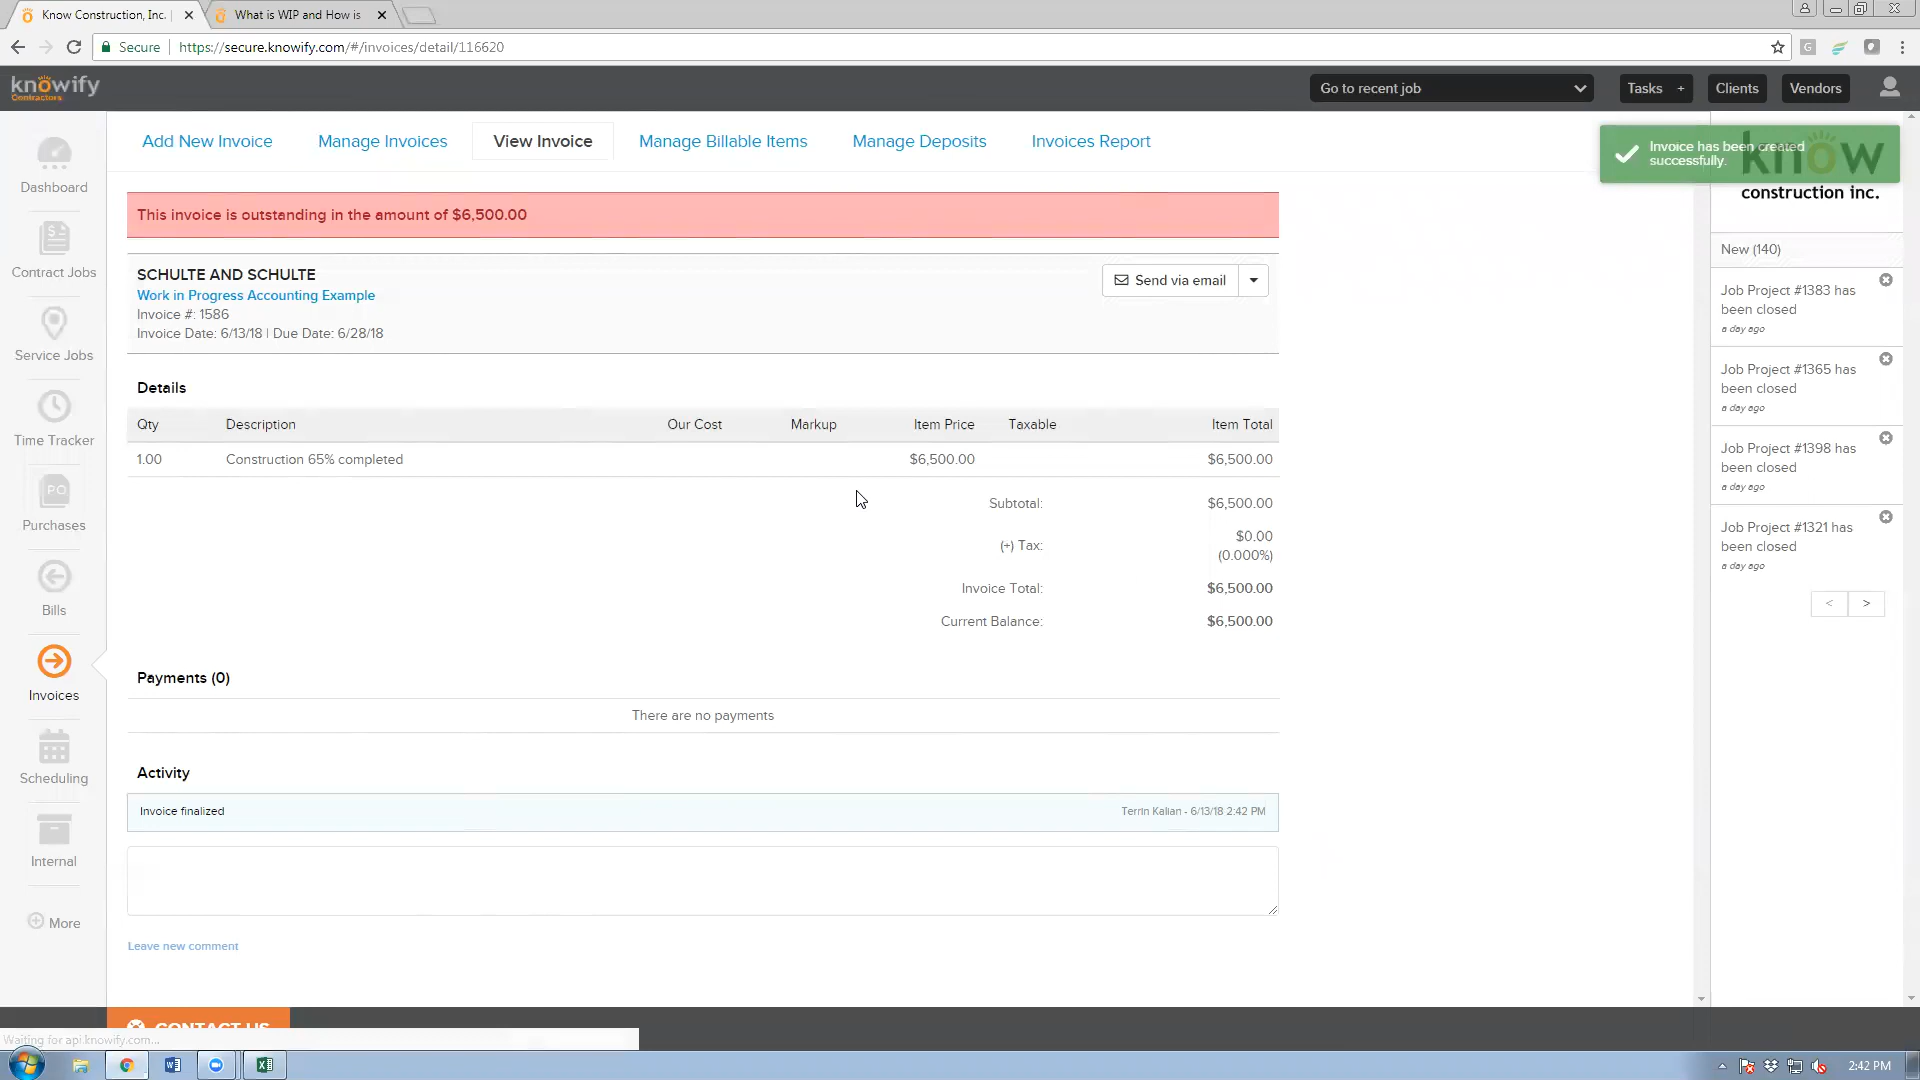 Know Construction, Inc.
What is WIP and How is
Secure
https://secure.knowify.com/#/invoices/detail/116620
knowify
Contractors
Go to recent job
Tasks +
Clients
Vendors
Dashboard
Contract Jobs
Service Jobs
Time Tracker
PO
Purchases
Bills
Invoices
Scheduling
Internal
More
Add New Invoice
Manage Invoices
View Invoice
Manage Billable Items
Manage Deposits
Invoices Report
This invoice is outstanding in the amount of $6,500.00
SCHULTE AND SCHULTE
Work in Progress Accounting Example
Invoice #: 1586
Invoice Date: 6/13/18 | Due Date: 6/28/18
Send via email
Details
Qty Description Our Cost Markup Item Price Taxable Item Total
1.00 Construction 65% completed $6,500.00 $6,500.00
Subtotal: $6,500.00
(+) Tax: $0.00
(0.000%)
Invoice Total: $6,500.00
Current Balance: $6,500.00
Payments (0)
There are no payments
Activity
Invoice finalized
Terrin Kalian - 6/13/18 2:42 PM
Leave new comment
Invoice has been created
successfully.
know
construction inc.
New (140)
Job Project #1383 has
been closed
a day ago
Job Project #1365 has
been closed
a day ago
Job Project #1398 has
been closed
a day ago
Job Project #1321 has
been closed
a day ago
< >
CONTACT US
Waiting for api.knowify.com...
2:42 PM